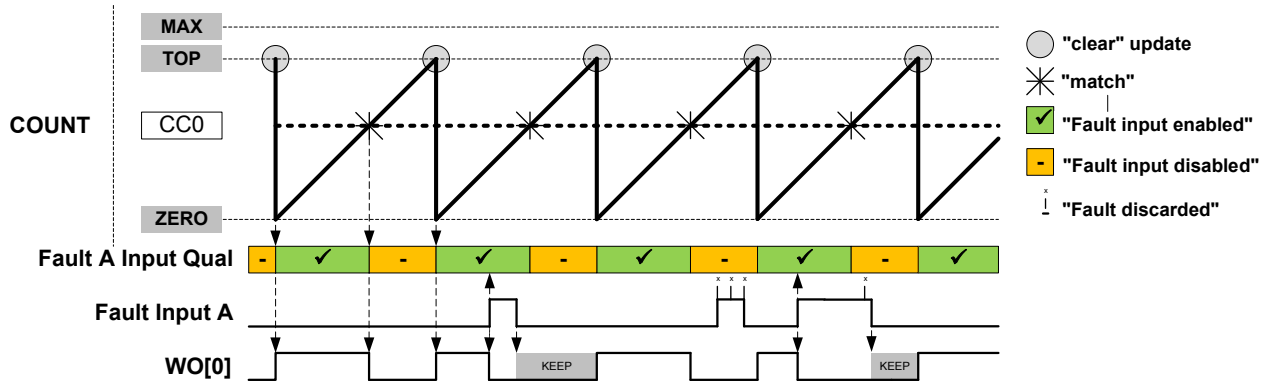 MAX
"clear" update
TOP
"match"
COUNT
CC0
"Fault input enabled"
"Fault input disabled"
x
"Fault discarded"
ZERO
Fault A Input Qual
- ✓ - ✓ - ✓ - ✓ - ✓
x x x x
Fault Input A
WO[0]
KEEP KEEP